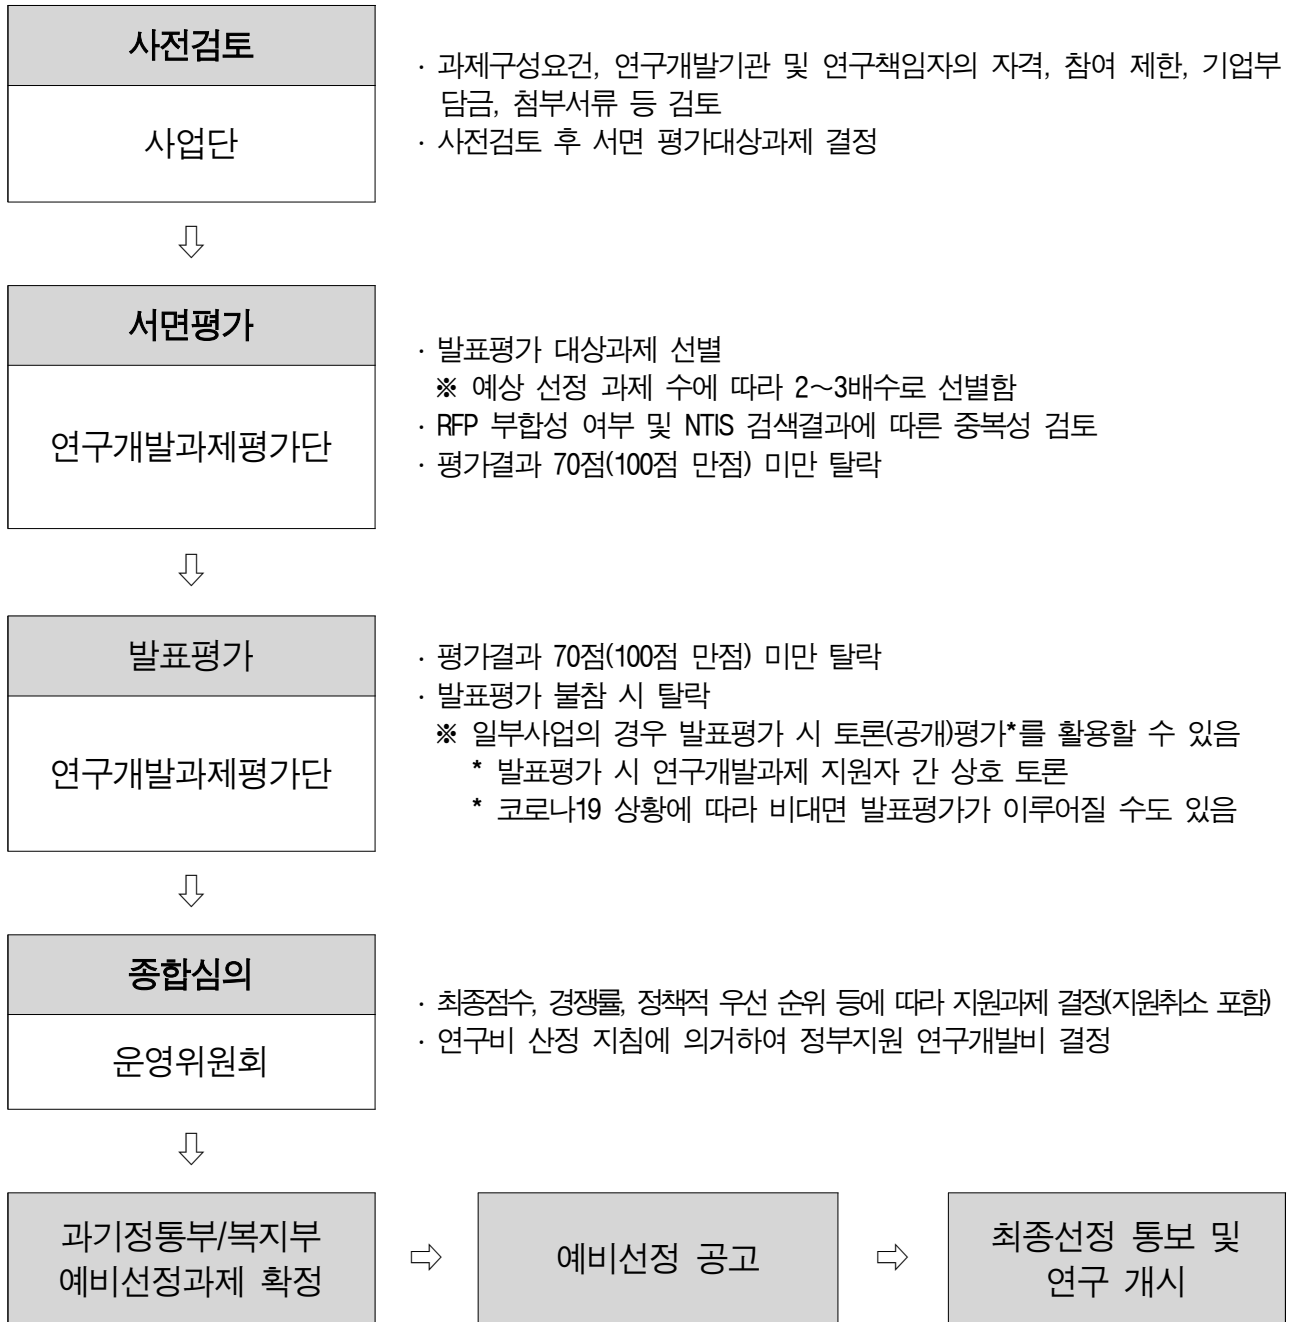 사전검토
사업단
· 과제구성요건, 연구개발기관 및 연구책임자의 자격, 참여 제한, 기업부
담금, 첨부서류 등 검토
· 사전검토 후 서면 평가대상과제 결정
⇩
서면평가
연구개발과제평가단
· 발표평가 대상과제 선별
※ 예상 선정 과제 수에 따라 2~3배수로 선별함
· RFP 부합성 여부 및 NTIS 검색결과에 따른 중복성 검토
· 평가결과 70점(100점 만점) 미만 탈락
⇩
발표평가
연구개발과제평가단
· 평가결과 70점(100점 만점) 미만 탈락
· 발표평가 불참 시 탈락
※ 일부사업의 경우 발표평가 시 토론(공개)평가*를 활용할 수 있음
* 발표평가 시 연구개발과제 지원자 간 상호 토론
* 코로나19 상황에 따라 비대면 발표평가가 이루어질 수도 있음
⇩
종합심의
운영위원회
· 최종점수, 경쟁률, 정책적 우선 순위 등에 따라 지원과제 결정(지원취소 포함)
· 연구비 산정 지침에 의거하여 정부지원 연구개발비 결정
⇩
과기정통부/복지부
예비선정과제 확정
⇨
예비선정 공고
⇨
최종선정 통보 및
연구 개시